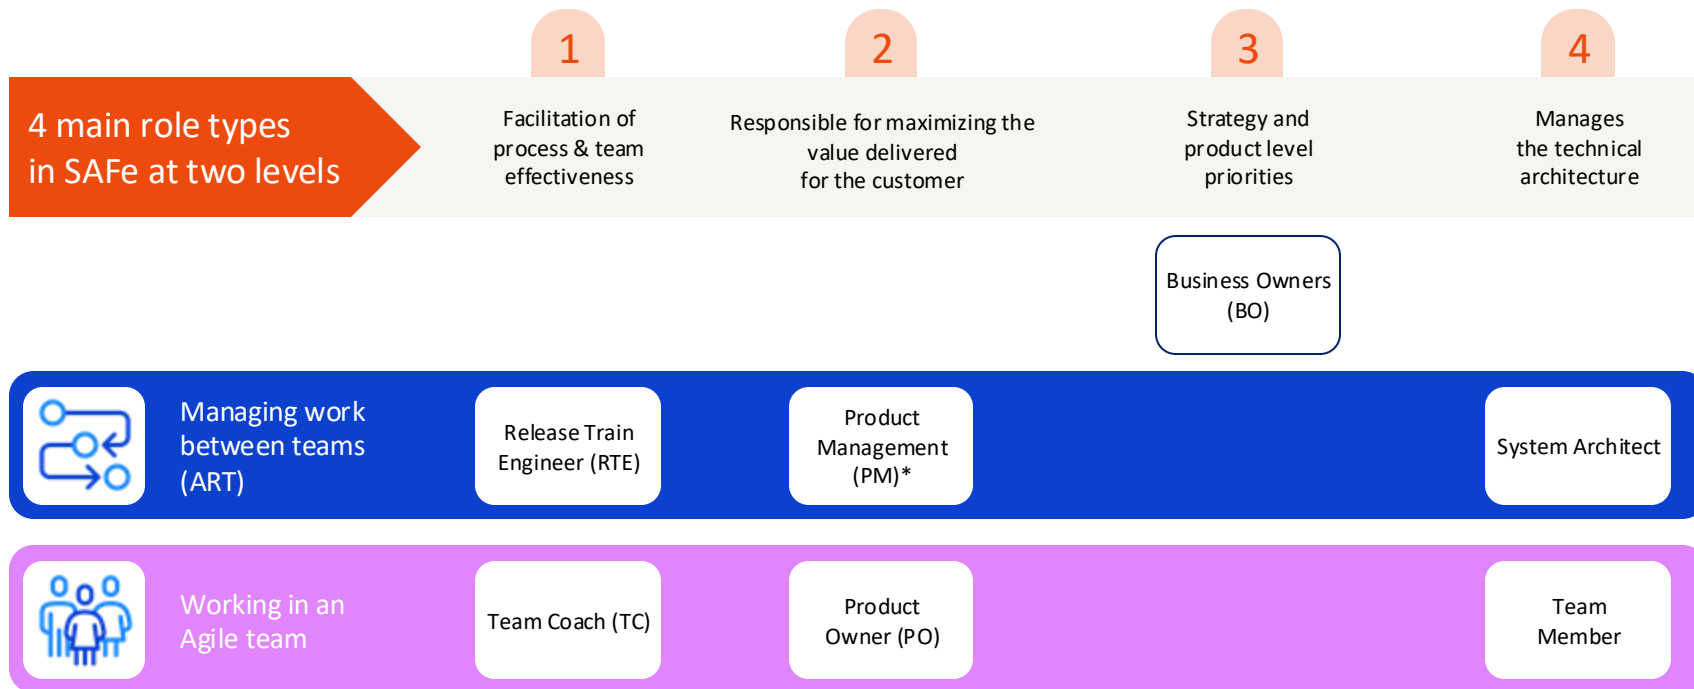 1
2
3
4
4 main role types
in SAFe at two levels
Facilitation of
process & team
effectiveness
Responsible for maximizing the
value delivered
for the customer
Strategy and
product level
priorities
Manages
the technical
architecture
Business Owners
(BO)
Managing work
between teams
(ART)
Release Train
Engineer (RTE)
Product
Management
(PM)*
System Architect
Working in an
Agile team
Team Coach (TC)
Product
Owner (PO)
Team
Member